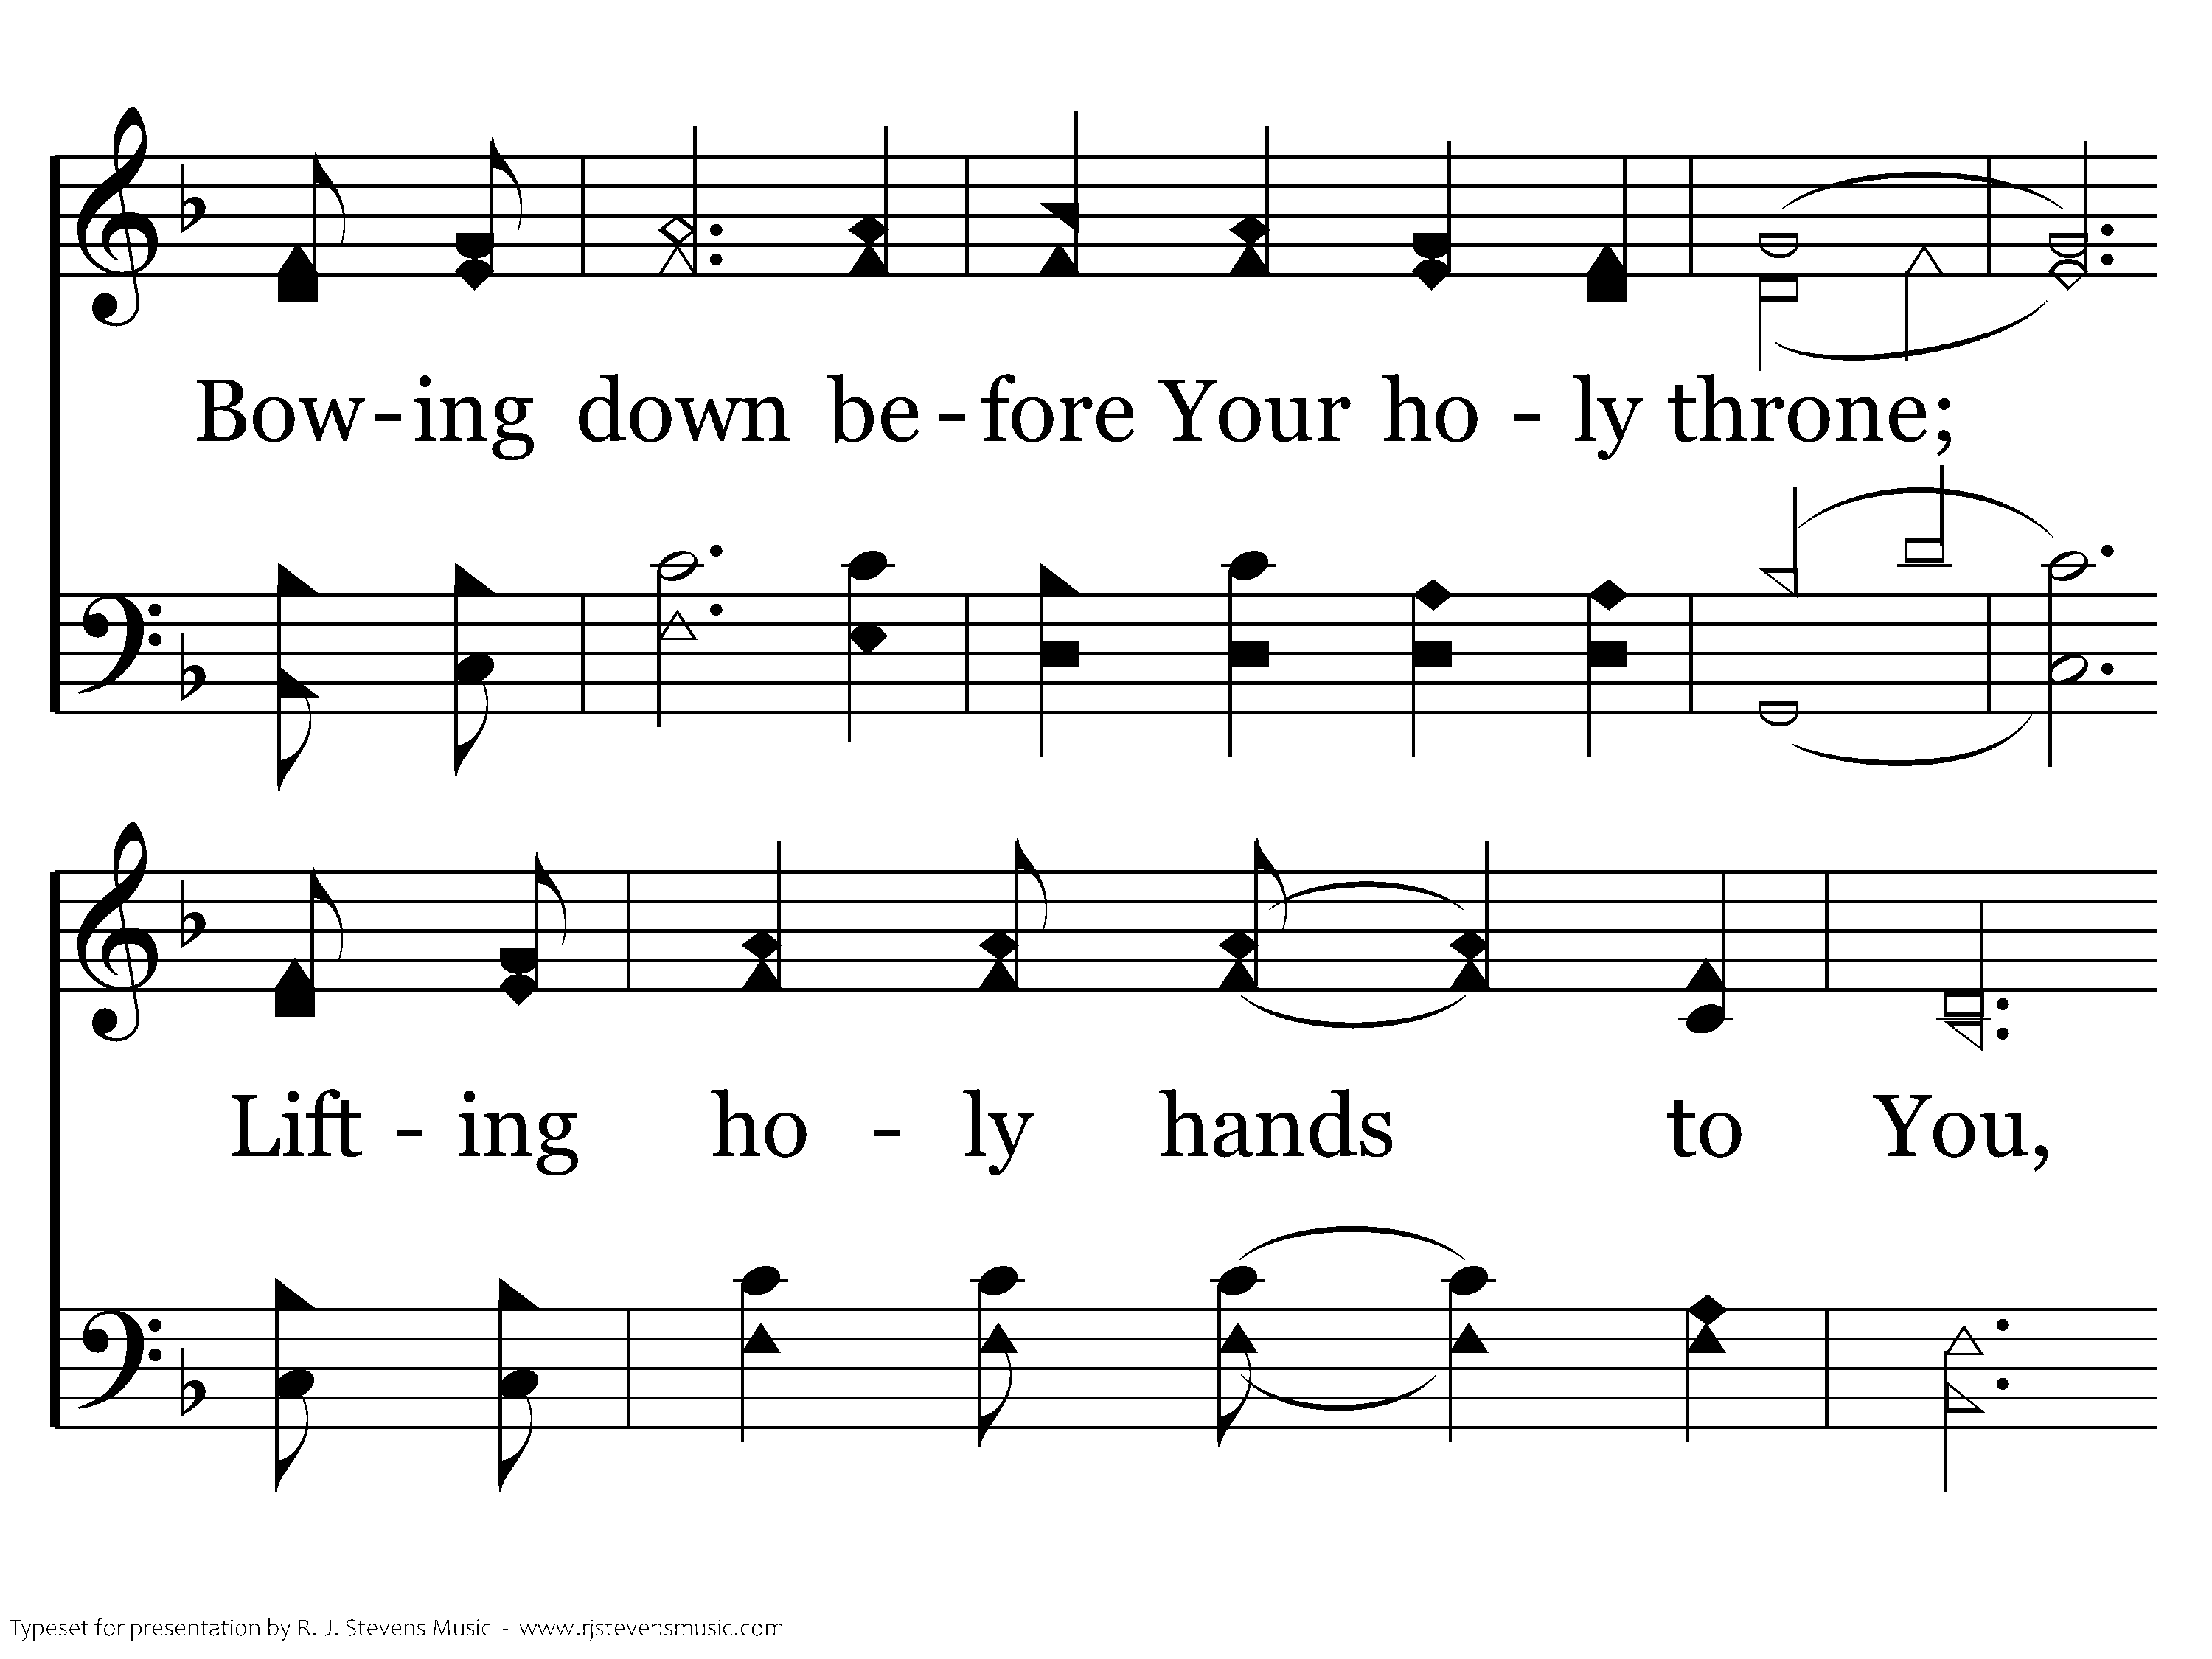 Bow-ing down be-fore Your ho - ly throne;
Lift - ing ho - ly hands to You,
Typeset for presentation by R. J. Stevens Music - www.rjstevensmusic.com